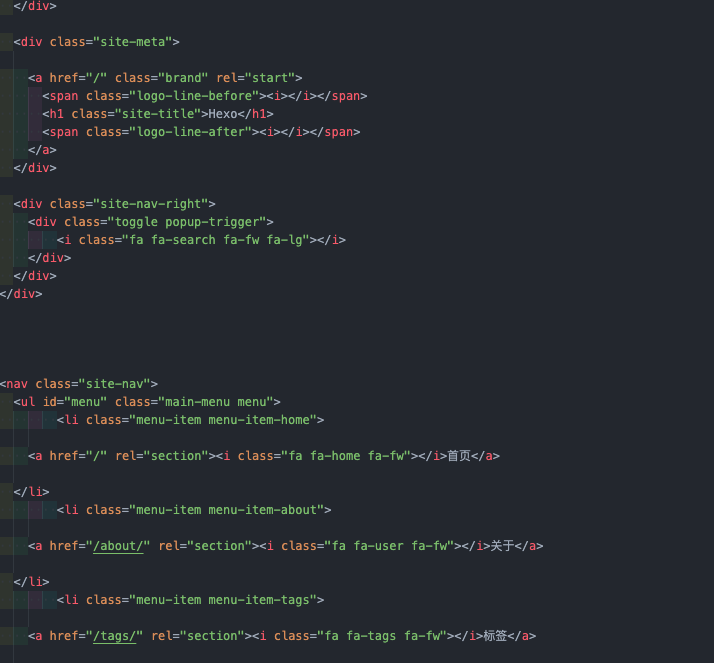 </div>
<div class="site-meta">
<a href="/" class="brand" rel="start">
<span class="logo-line-before"><i></i></span>
<h1 class="site-title">Hexo</h1>
<span class="logo-line-after"><i></i></span>
</a>
</div>
<div class="site-nav-right">
<div class="toggle popup-trigger">
<i class="fa fa-search fa-fw fa-lg"></i>
</div>
</div>
</div>
<nav class="site-nav">
<ul id="menu" class="main-menu menu">
<li class="menu-item menu-item-home">
<a href="/" rel="section"><i class="fa fa-home fa-fw"></i>首页</a>
</li>
<li class="menu-item menu-item-about">
<a href="/about/" rel="section"><i class="fa fa-user fa-fw"></i>关于</a>
</li>
<li class="menu-item menu-item-tags">
<a href="/tags/" rel="section"><i class="fa fa-tags fa-fw"></i>标签</a>